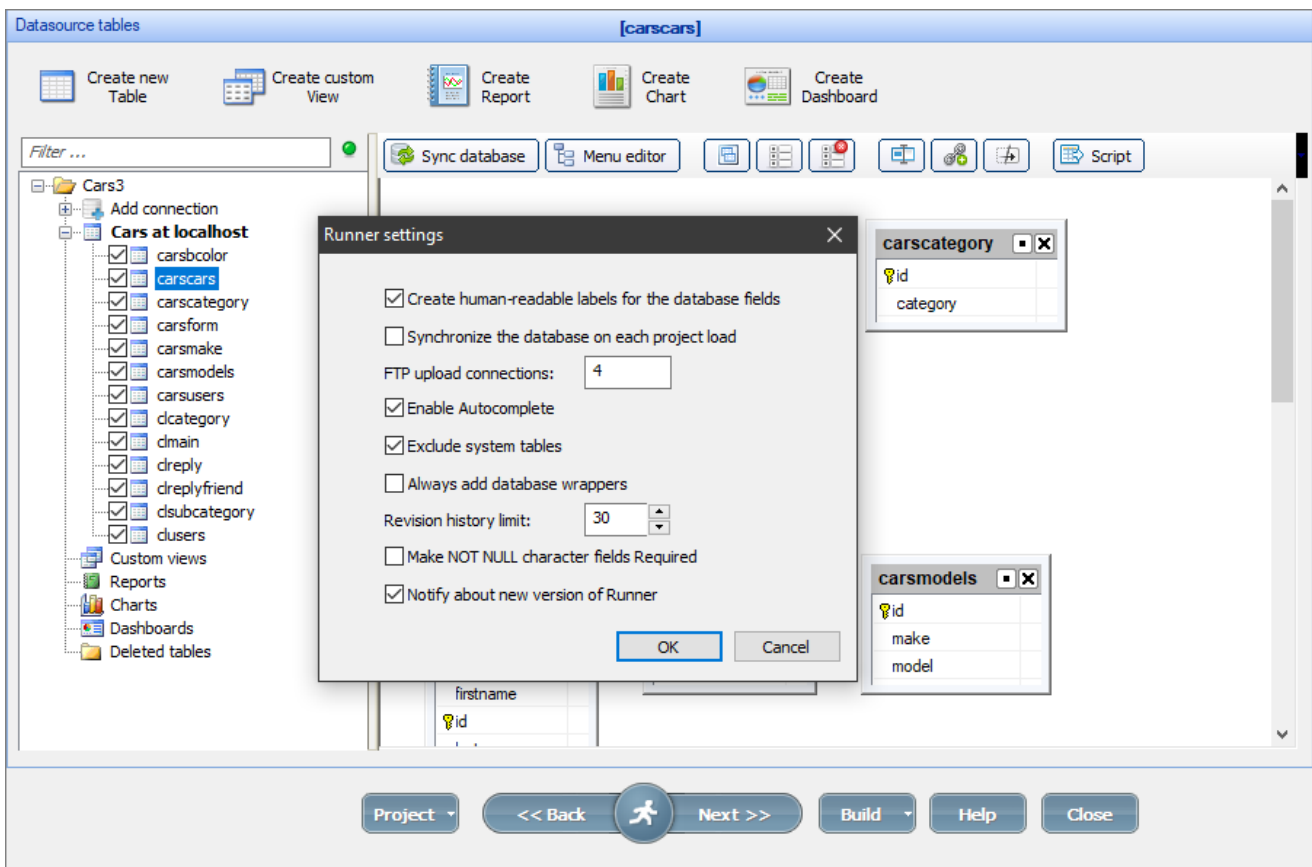 Datasource tables
[carscars]
Create new
Table
Create custom
View
Create
Report
Create
Chart
Create
Dashboard
Filter ...
Sync database
Menu editor
Script
Cars3
Add connection
Cars at localhost
carsbcolor
carscars
carscategory
carsform
carsmake
carsmodels
carsusers
clcategory
clmain
clreply
clreplyfriend
clsubcategory
clusers
Custom views
Reports
Charts
Dashboards
Deleted tables
Runner settings
Create human-readable labels for the database fields
Synchronize the database on each project load
FTP upload connections: 4
Enable Autocomplete
Exclude system tables
Always add database wrappers
Revision history limit: 30
Make NOT NULL character fields Required
Notify about new version of Runner
OK
Cancel
carscategory
id
category
carsmodels
id
make
model
firstname
id
Project
<< Back
Next >>
Build
Help
Close